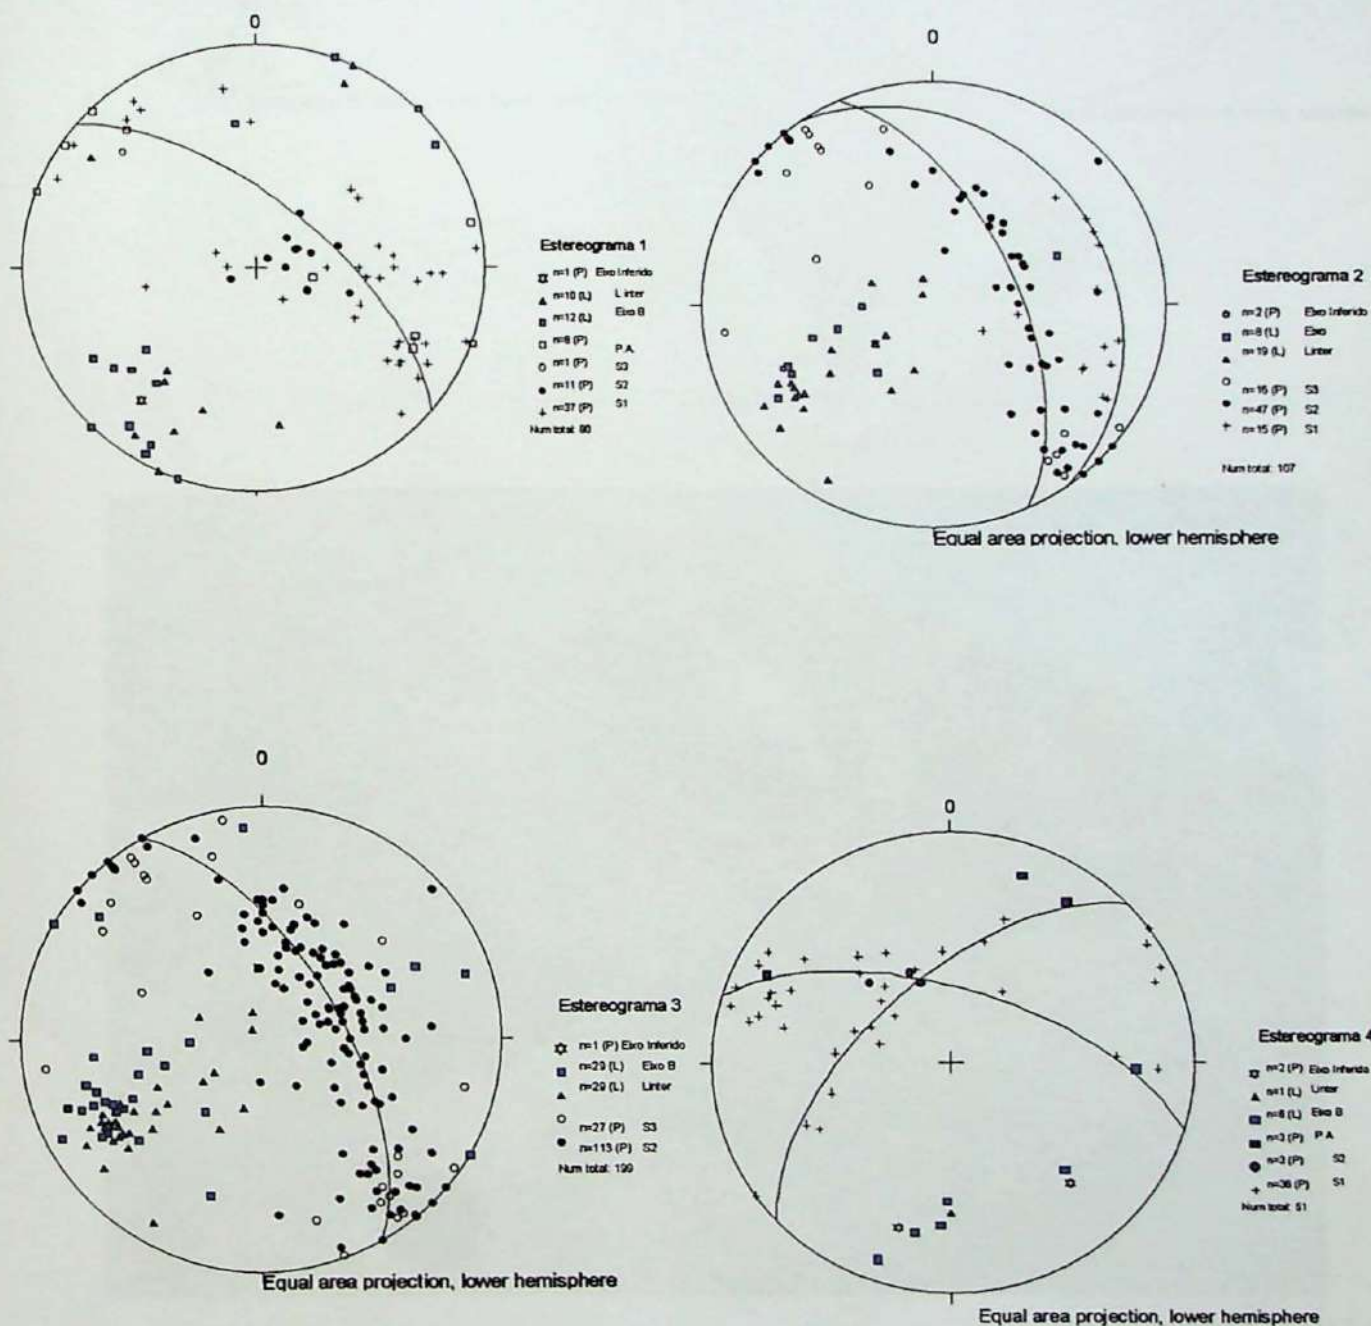 0
Estereograma 1
n=1 (P) Eixo Inferido
n=10 (L) L inter
n=12 (L) Eixo B
n=8 (P) P.A.
n=1 (P) S3
n=11 (P) S2
n=37 (P) S1
Num total: 80
0
Estereograma 2
n=2 (P) Eixo Inferido
n=8 (L) Eixo
n=19 (L) Linter
n=16 (P) S3
n=47 (P) S2
n=15 (P) S1
Num total: 107
Equal area projection, lower hemisphere
0
Estereograma 3
n=1 (P) Eixo Inferido
n=29 (L) Eixo B
n=29 (L) Linter
n=27 (P) S3
n=113 (P) S2
Num total: 199
Equal area projection, lower hemisphere
0
Estereograma 4
n=2 (P) Eixo Inferida
n=1 (L) Linter
n=8 (L) Eixo B
n=3 (P) P.A.
n=3 (P) S2
n=36 (P) S1
Num total: 51
Equal area projection, lower hemisphere